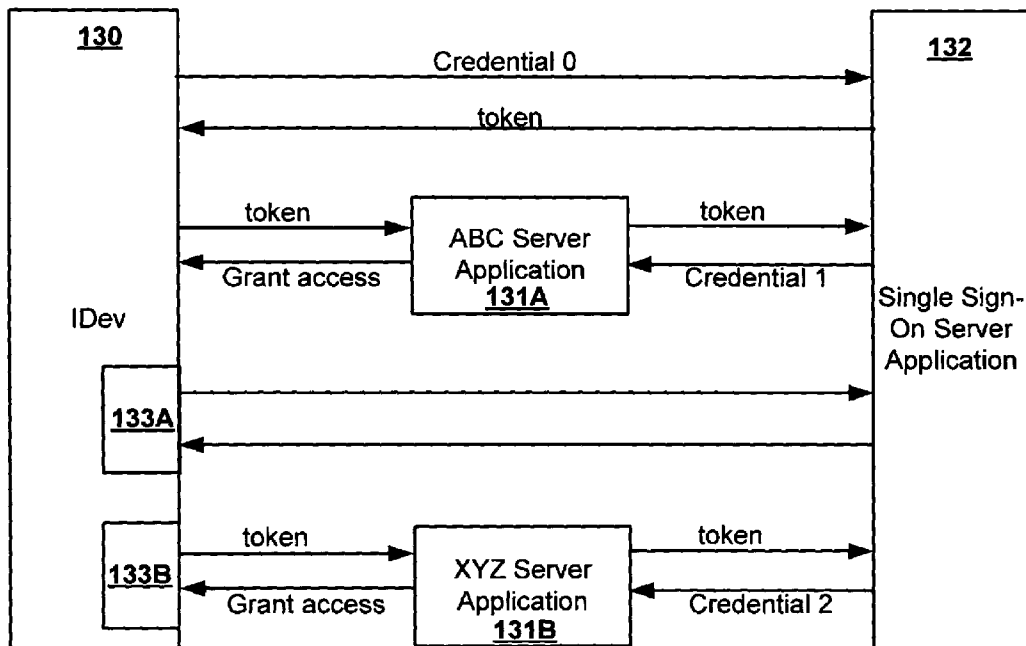 130
132
Credential 0
token
token
token
ABC Server
Application
131A
Grant access
Credential 1
IDev
Single Sign-
On Server
Application
133A
133B
token
token
XYZ Server
Application
131B
Grant access
Credential 2